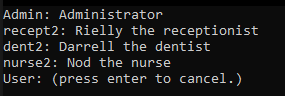 Admin: Administrator
recept2: Rielly the receptionist
dent2: Darrell the dentist
nurse2: Nod the nurse
User: (press enter to cancel.)